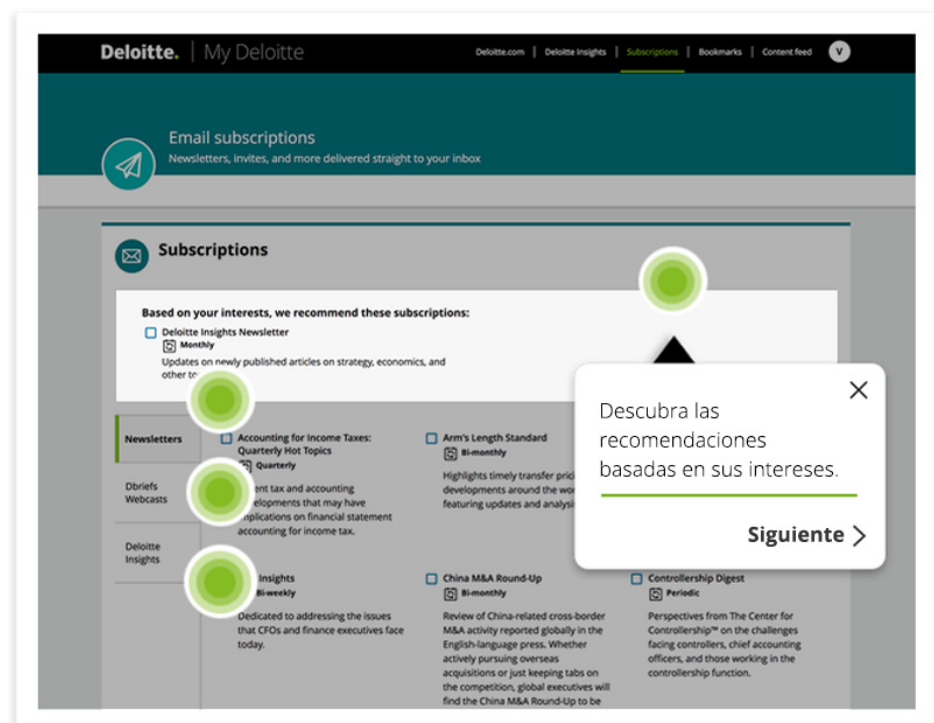 Deloitte. | My Deloitte
Deloitte.com | Deloitte Insights | Subscriptions | Bookmarks | Content feed V
Email subscriptions
Newsletters, invites, and more delivered straight to your inbox
Subscriptions
Based on your interests, we recommend these subscriptions:
Deloitte Insights Newsletter
Monthly
Updates on newly published articles on strategy, economics, and
other
Descubra las
recomendaciones
basadas en sus intereses.
Siguiente
Newsletters
Dbriefs
Webcasts
Deloitte
Insights
Accounting for Income Taxes:
Quarterly Hot Topics
Quarterly
tax and accounting
developments that may have
implications on financial statement
accounting for income tax.
Arm's Length Standard
Bi-monthly
Highlights timely transfer
developments around the
featuring updates and
Insights
Bi-weekly
Dedicated to addressing the issues
that CFOs and finance executives face
today.
China M&A Round-Up
Bi-monthly
Review of China-related cross-border
M&A activity reported globally in the
English-language press. Whether
actively pursuing overseas
acquisitions or just keeping tabs on
the competition, global executives will
find the China M&A Round-Up to be
Controllership Digest
Periodic
Perspectives from The Center for
Controllership™ on the challenges
facing controllers, chief accounting
officers, and those working in the
controllership function.